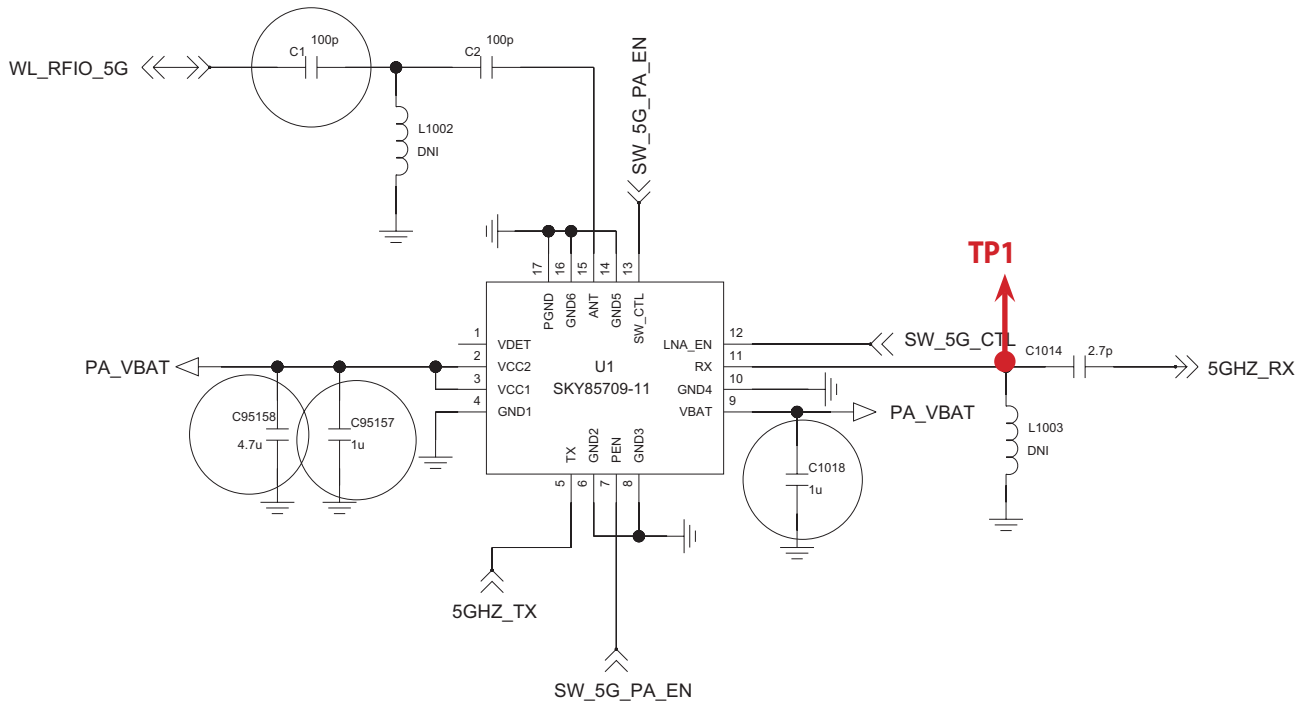 100p
C1
100p
C2
WL_RFIO_5G
SW_5G_PA_EN
L1002
DNI
TP1
17
16
15
14
13
PGND
GND6
ANT
GND5
SW_CTL
1
VDET
LNA_EN
12
SW_5G_CTL
PA_VBAT
2
VCC2
U1
RX
11
C1014
2.7p
5GHZ_RX
3
VCC1
SKY85709-11
GND4
10
4
GND1
VBAT
9
PA_VBAT
C95158
4.7u
C95157
1u
L1003
DNI
TX
GND2
PEN
GND3
C1018
1u
5
6
7
8
5GHZ_TX
SW_5G_PA_EN